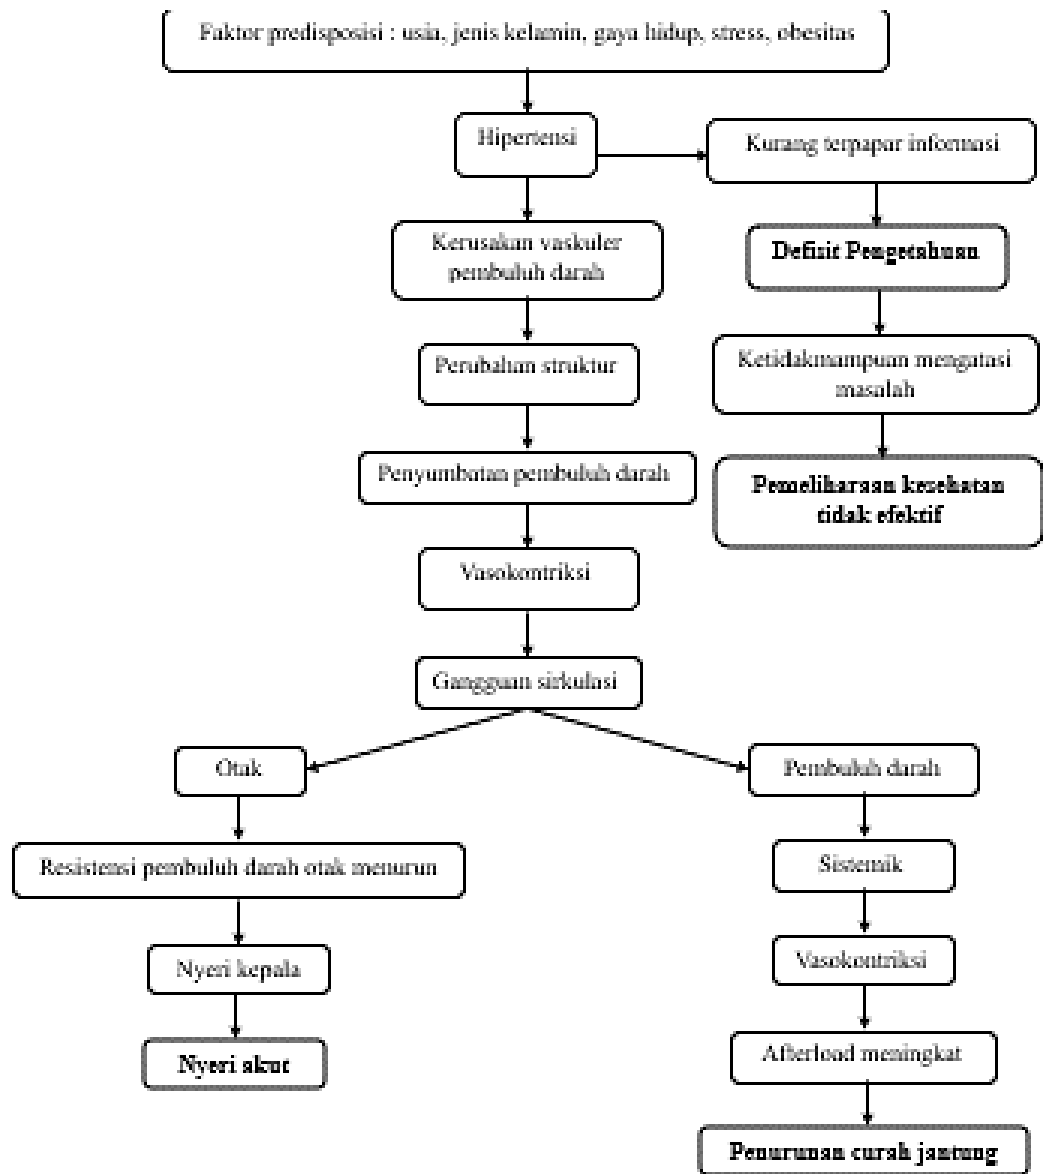 Faktor predisposisi : usia, jenis kelamin, gaya hidup, stress, obesitas
Hipertensi
Kurang terpapar informasi
Kerusakan vaskuler
pembuluh darah
Defisit Pengetahuan
Perubahan struktur
Ketidakmampuan mengatasi
masalah
Penyumbatan pembuluh darah
Pemeliharaan kesehatan
tidak efektif
Vasokontriksi
Gangguan sirkulasi
Otak
Pembuluh darah
Resistensi pembuluh darah otak menurun
Sistemik
Nyeri kepala
Vasokontriksi
Nyeri akut
Afterload meningkat
Penurunan curah jantung